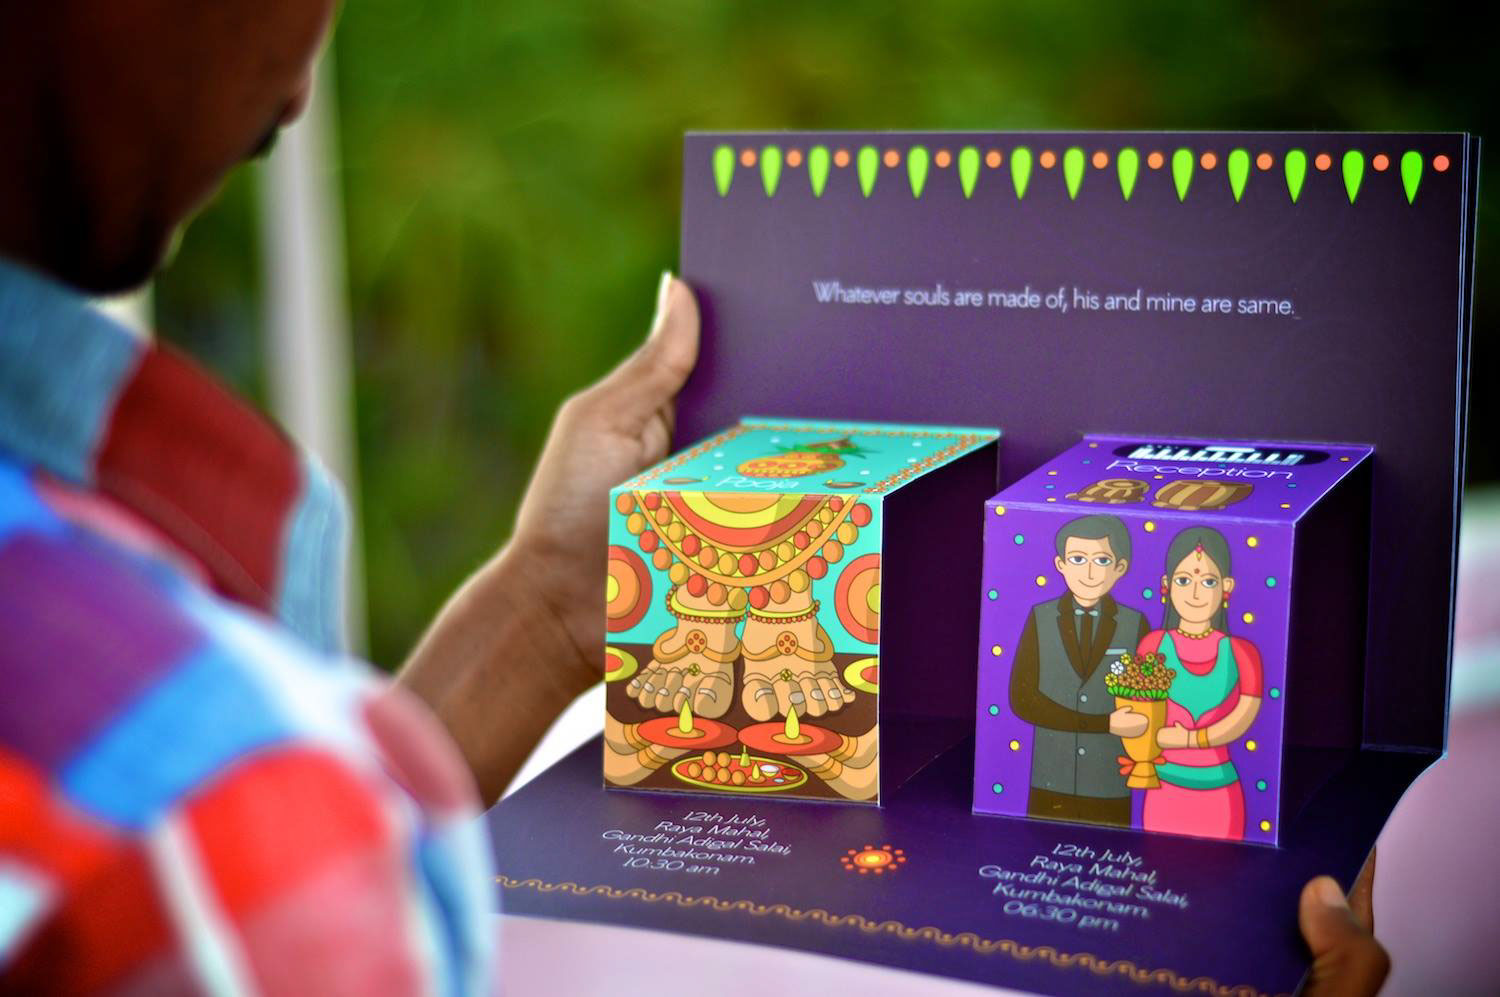 Whatever souls are made of, his and mine are same.
Pooja
Reception
12th July,
Raya Mahal,
Gandhi Adigal Salai,
Kumbakonam.
10.30 am
12th July,
Raya Mahal,
Gandhi Adigal Salai,
Kumbakonam.
06.30 pm